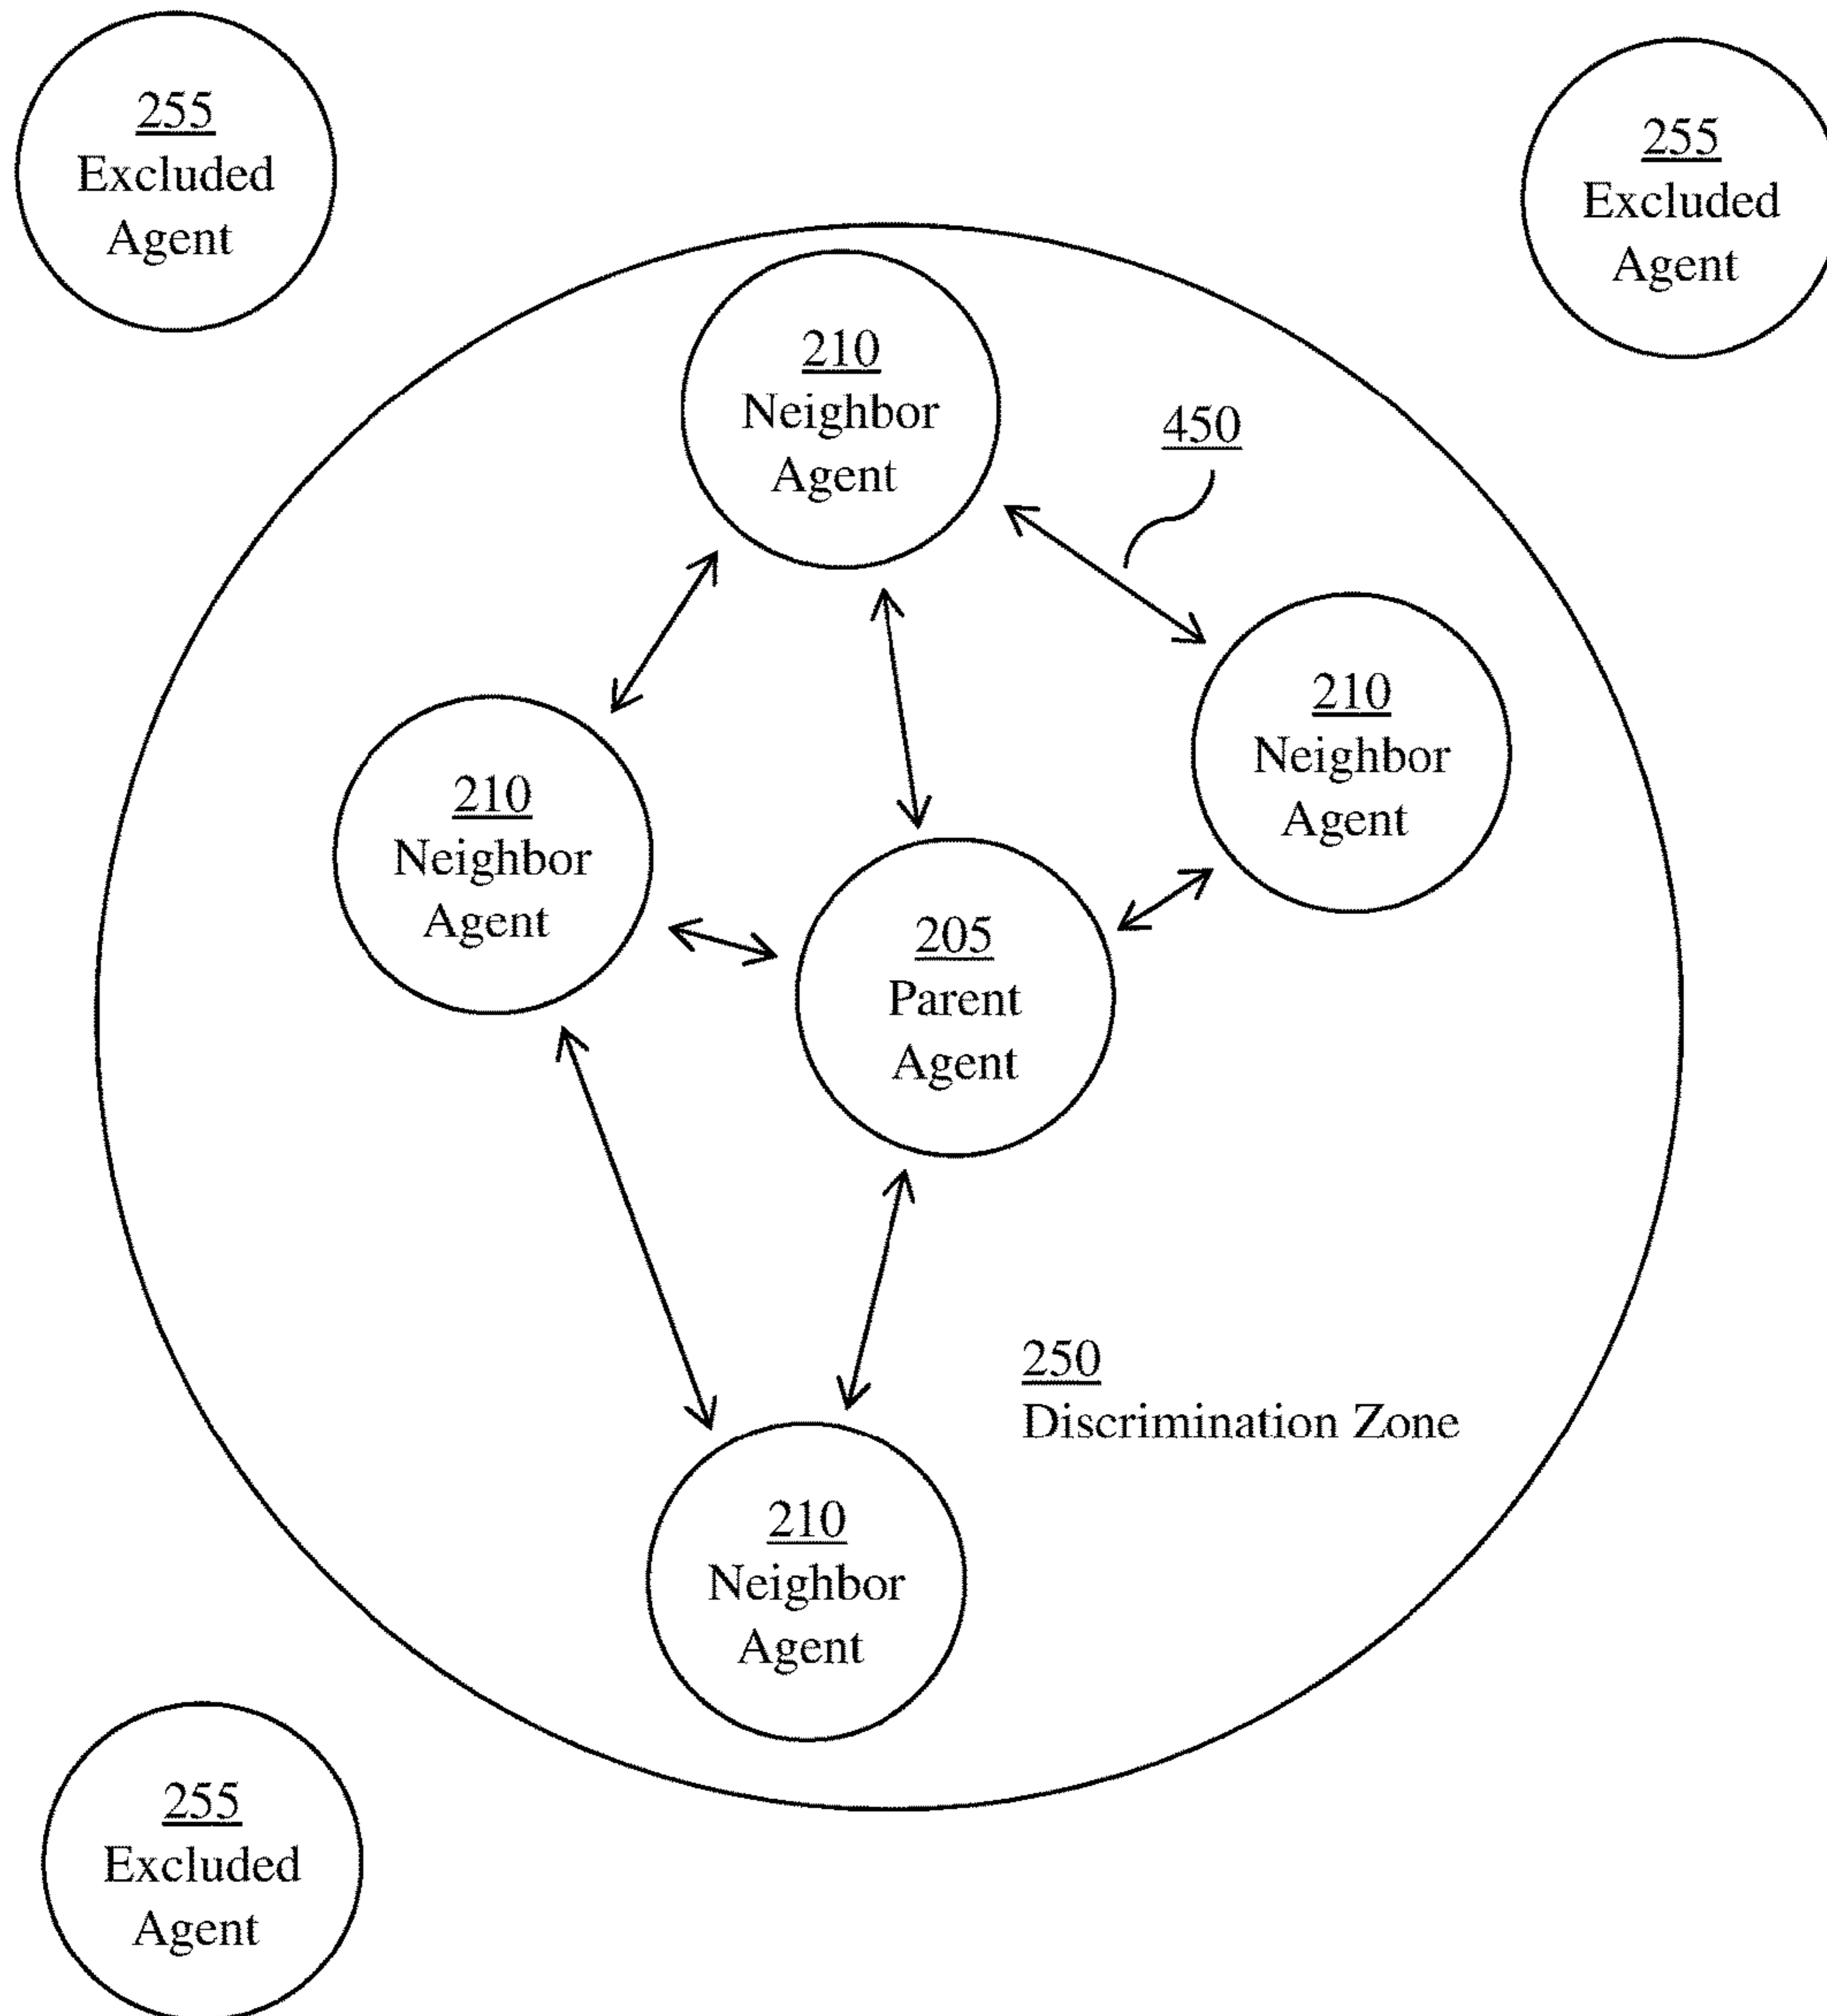 255
Excluded
Agent
255
Excluded
Agent
210
Neighbor
Agent
450
210
Neighbor
Agent
210
Neighbor
Agent
205
Parent
Agent
250
Discrimination Zone
210
Neighbor
Agent
255
Excluded
Agent